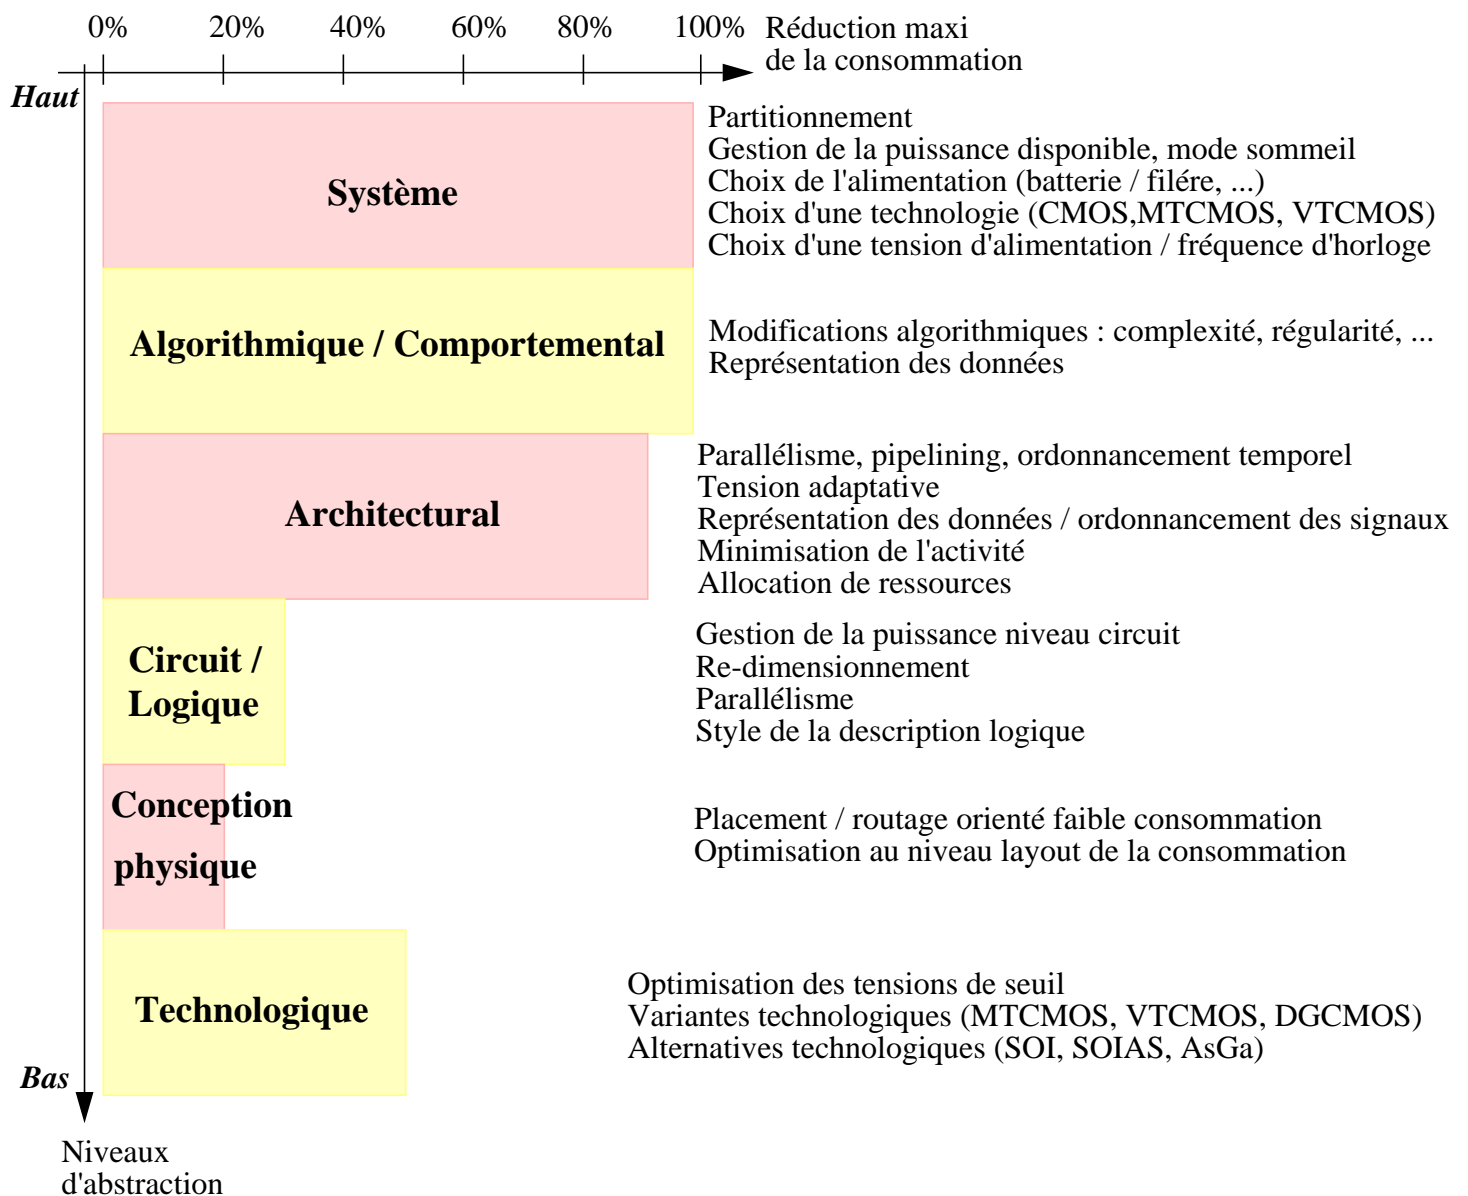 0% 20% 40% 60% 80% 100%
Réduction maxi
de la consommation
Haut
Système
Partitionnement
Gestion de la puissance disponible, mode sommeil
Choix de l'alimentation (batterie / filére, ...)
Choix d'une technologie (CMOS,MTCMOS, VTCMOS)
Choix d'une tension d'alimentation / fréquence d'horloge
Algorithmique / Comportemental
Modifications algorithmiques : complexité, régularité, ...
Représentation des données
Architectural
Parallélisme, pipelining, ordonnancement temporel
Tension adaptative
Représentation des données / ordonnancement des signaux
Minimisation de l'activité
Allocation de ressources
Circuit /
Logique
Gestion de la puissance niveau circuit
Re-dimensionnement
Parallélisme
Style de la description logique
Conception
physique
Placement / routage orienté faible consommation
Optimisation au niveau layout de la consommation
Technologique
Optimisation des tensions de seuil
Variantes technologiques (MTCMOS, VTCMOS, DGCMOS)
Alternatives technologiques (SOI, SOIAS, AsGa)
Bas
Niveaux
d'abstraction